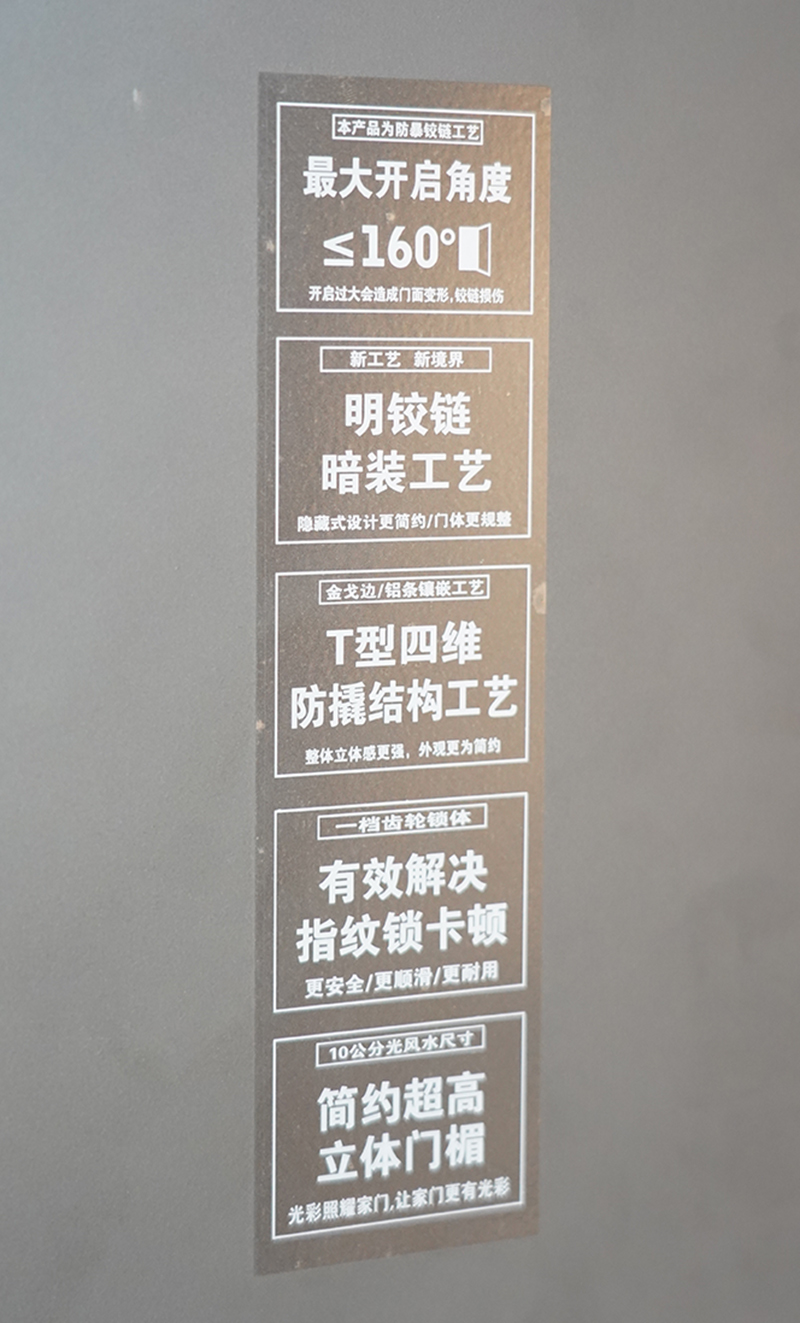 本产品为防暴铰链工艺
最大开启角度
≤160°
开启过大会造成门面变形,铰链损伤
新工艺 新境界
明铰链
暗装工艺
隐藏式设计更简约/门体更规整
金戈边/铝条镶嵌工艺
T型四维
防撬结构工艺
整体立体感更强，外观更为简约
一档齿轮锁体
有效解决
指纹锁卡顿
更安全/更顺滑/更耐用
10公分光风水尺寸
简约超高
立体门楣
光彩照耀家门,让家门更有光彩